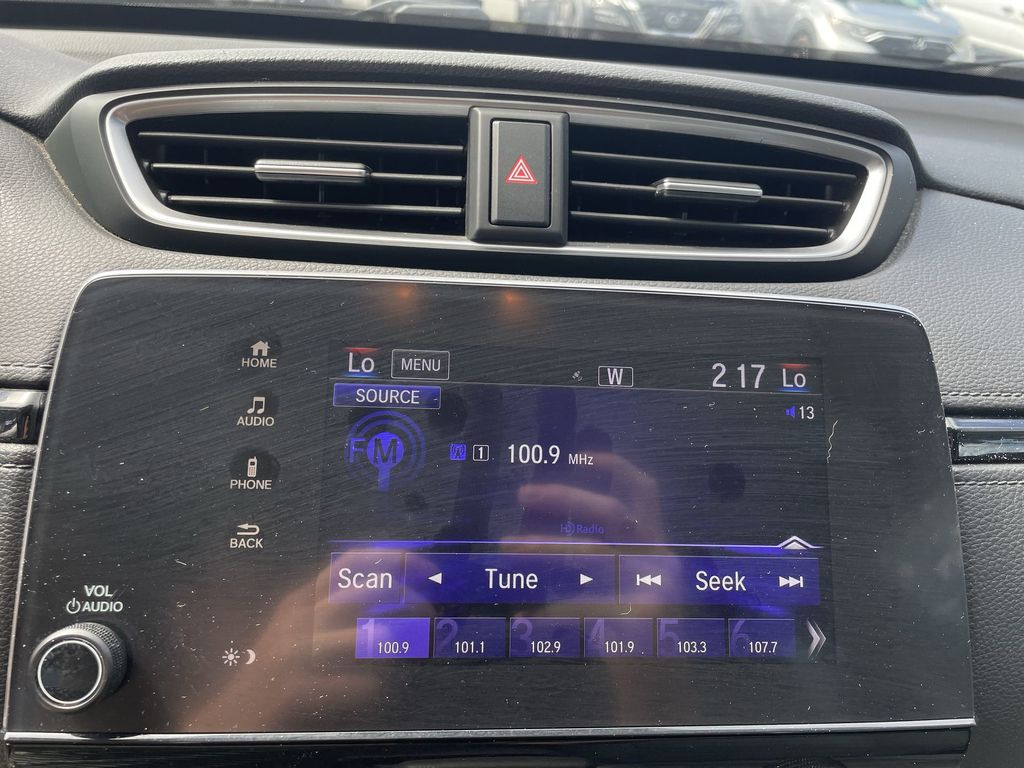 HOME
AUDIO
PHONE
BACK
VOL
AUDIO
Lo MENU W 2 17 Lo
SOURCE
13
FM 1 100.9 MHz
HD Radio
Scan Tune Seek
1 100.9 2 101.1 3 102.9 4 101.9 5 103.3 6 107.7